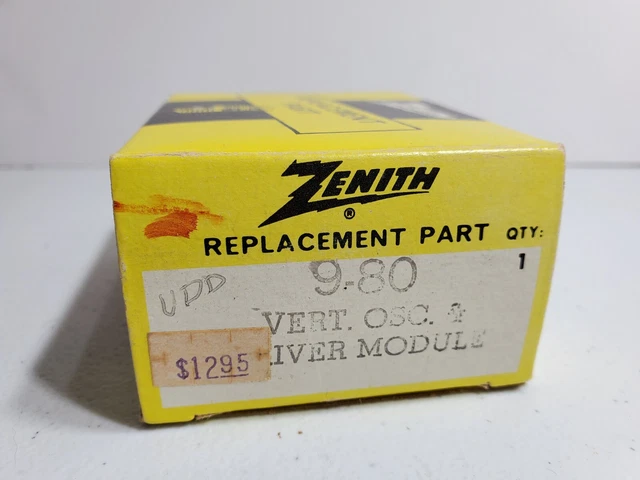 ZENITH
®
REPLACEMENT PART QTY:
9-80 1
UDD
VERT. OSC. &
IVER MODULE
$1295